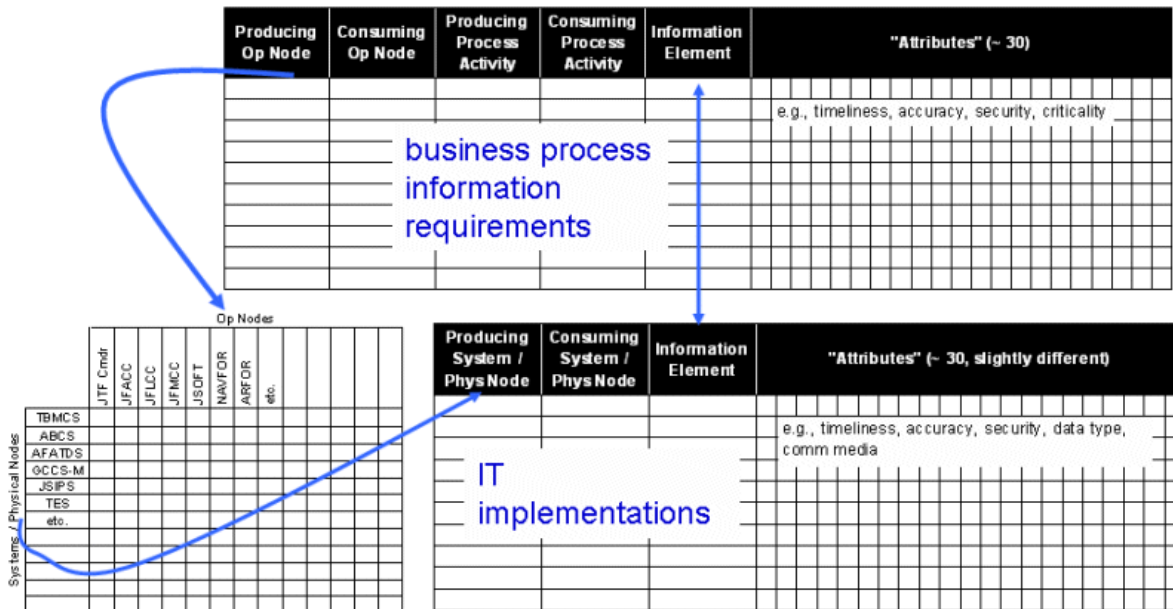 Producing Op Node
Consuming Op Node
Producing Process Activity
Consuming Process Activity
Information Element
"Attributes" (~ 30)
e.g., timeliness, accuracy, security, criticality
business process
information
requirements
Op Nodes
JTF Cmdr
JFACC
JFLCC
JFMCC
JSOFT
NAVFOR
ARFOR
etc.
Systems / Physical Nodes
TBMCS
ABCS
AFATDS
GCCS-M
JSIPS
TES
etc.
Producing System / Phys Node
Consuming System / Phys Node
Information Element
"Attributes" (~ 30, slightly different)
e.g., timeliness, accuracy, security, data type,
comm media
IT
implementations